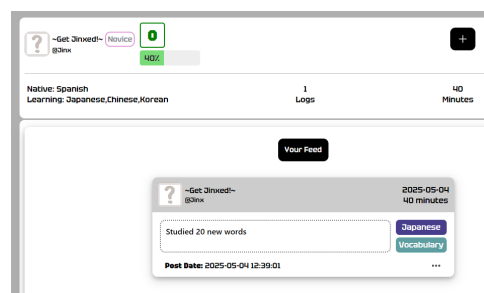 ~Get Jinxed!~ Novice 0
@Jinx
40%
+
Native: Spanish
Learning: Japanese,Chinese,Korean
1
Logs
40
Minutes
Your Feed
~Get Jinxed!~
@Jinx
2025-05-04
40 minutes
Studied 20 new words
Japanese
Vocabulary
Post Date: 2025-05-04 12:39:01
...